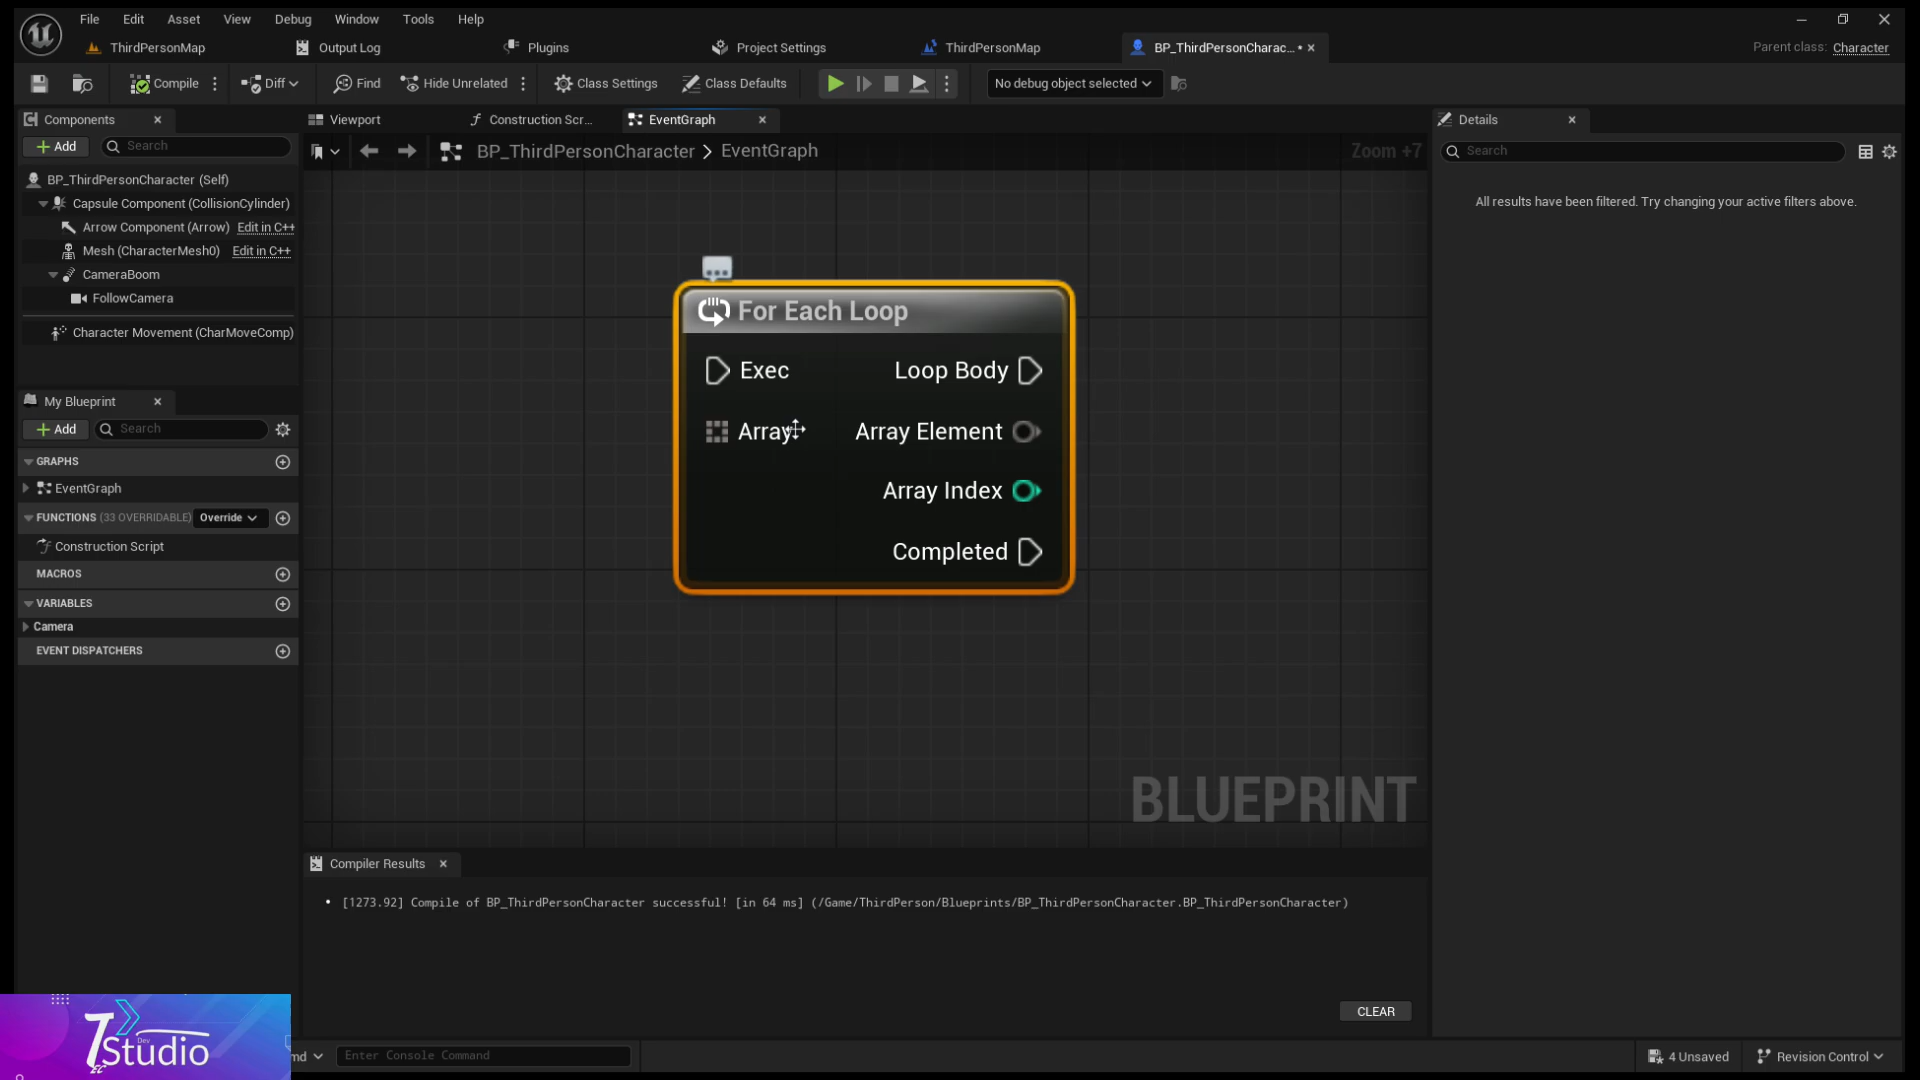 File Edit Asset View Debug Window Tools Help
ThirdPersonMap Output Log Plugins Project Settings ThirdPersonMap BP_ThirdPersonCharac... • Parent class: Character
Compile Diff Find Hide Unrelated Class Settings Class Defaults No debug object selected
Components
Add Search
BP_ThirdPersonCharacter (Self)
Capsule Component (CollisionCylinder)
Arrow Component (Arrow) Edit in C++
Mesh (CharacterMesh0) Edit in C++
CameraBoom
FollowCamera
Character Movement (CharMoveComp)
My Blueprint
Add Search
GRAPHS
EventGraph
FUNCTIONS (33 OVERRIDABLE) Override
Construction Script
MACROS
VARIABLES
Camera
EVENT DISPATCHERS
Viewport Construction Scr... EventGraph
BP_ThirdPersonCharacter > EventGraph Zoom +7
For Each Loop
Exec Loop Body
Array Array Element
Array Index
Completed
BLUEPRINT
Compiler Results
• [1273.92] Compile of BP_ThirdPersonCharacter successful! [in 64 ms] (/Game/ThirdPerson/Blueprints/BP_ThirdPersonCharacter.BP_ThirdPersonCharacter)
CLEAR
Details
Search
All results have been filtered. Try changing your active filters above.
Dev
Studio
md Enter Console Command 4 Unsaved Revision Control